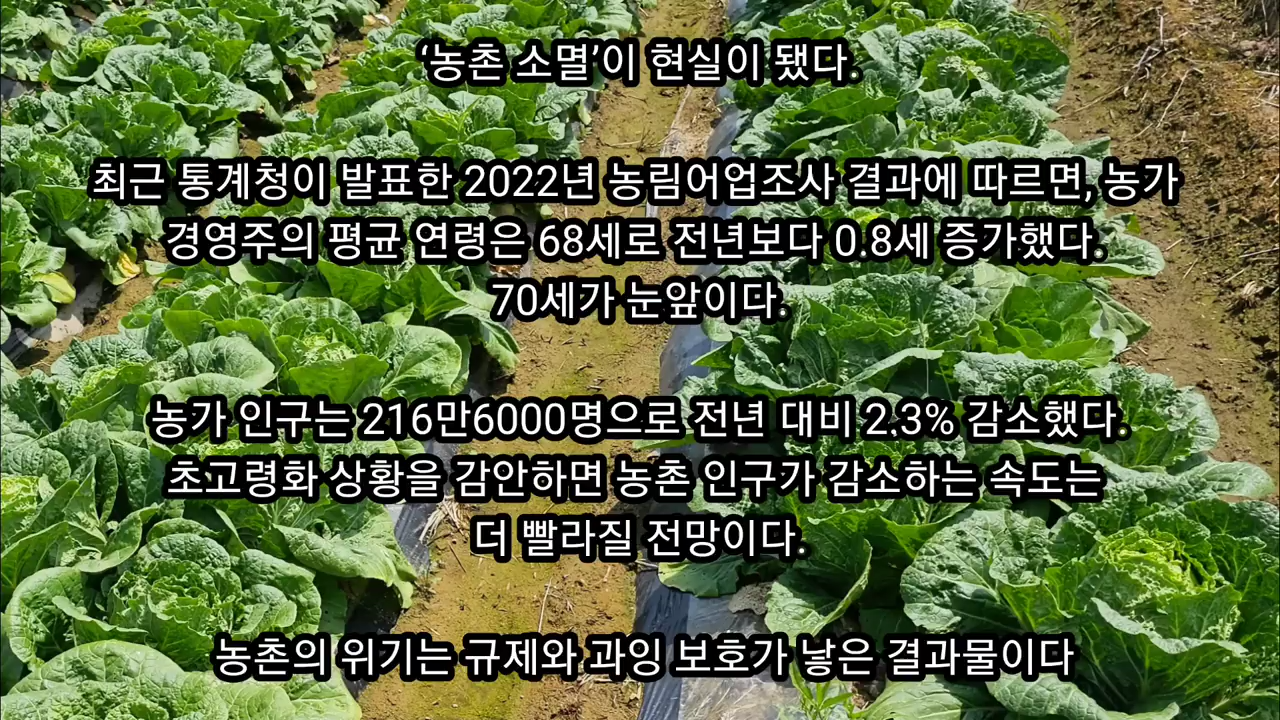 ‘농촌 소멸’이 현실이 됐다.
최근 통계청이 발표한 2022년 농림어업조사 결과에 따르면, 농가
경영주의 평균 연령은 68세로 전년보다 0.8세 증가했다.
70세가 눈앞이다.
농가 인구는 216만6000명으로 전년 대비 2.3% 감소했다.
초고령화 상황을 감안하면 농촌 인구가 감소하는 속도는
더 빨라질 전망이다.
농촌의 위기는 규제와 과잉 보호가 낳은 결과물이다